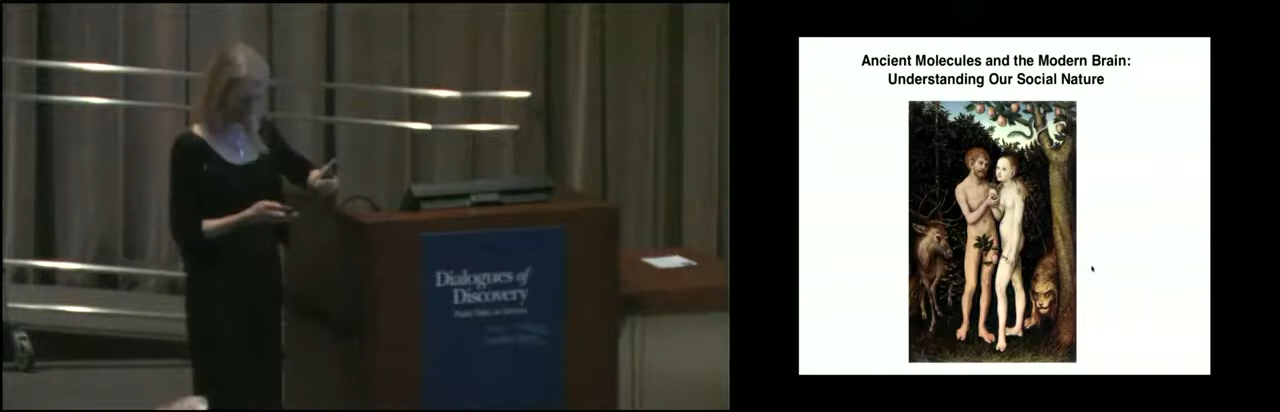 Ancient Molecules and the Modern Brain:
Understanding Our Social Nature
Dialogues of
Discovery